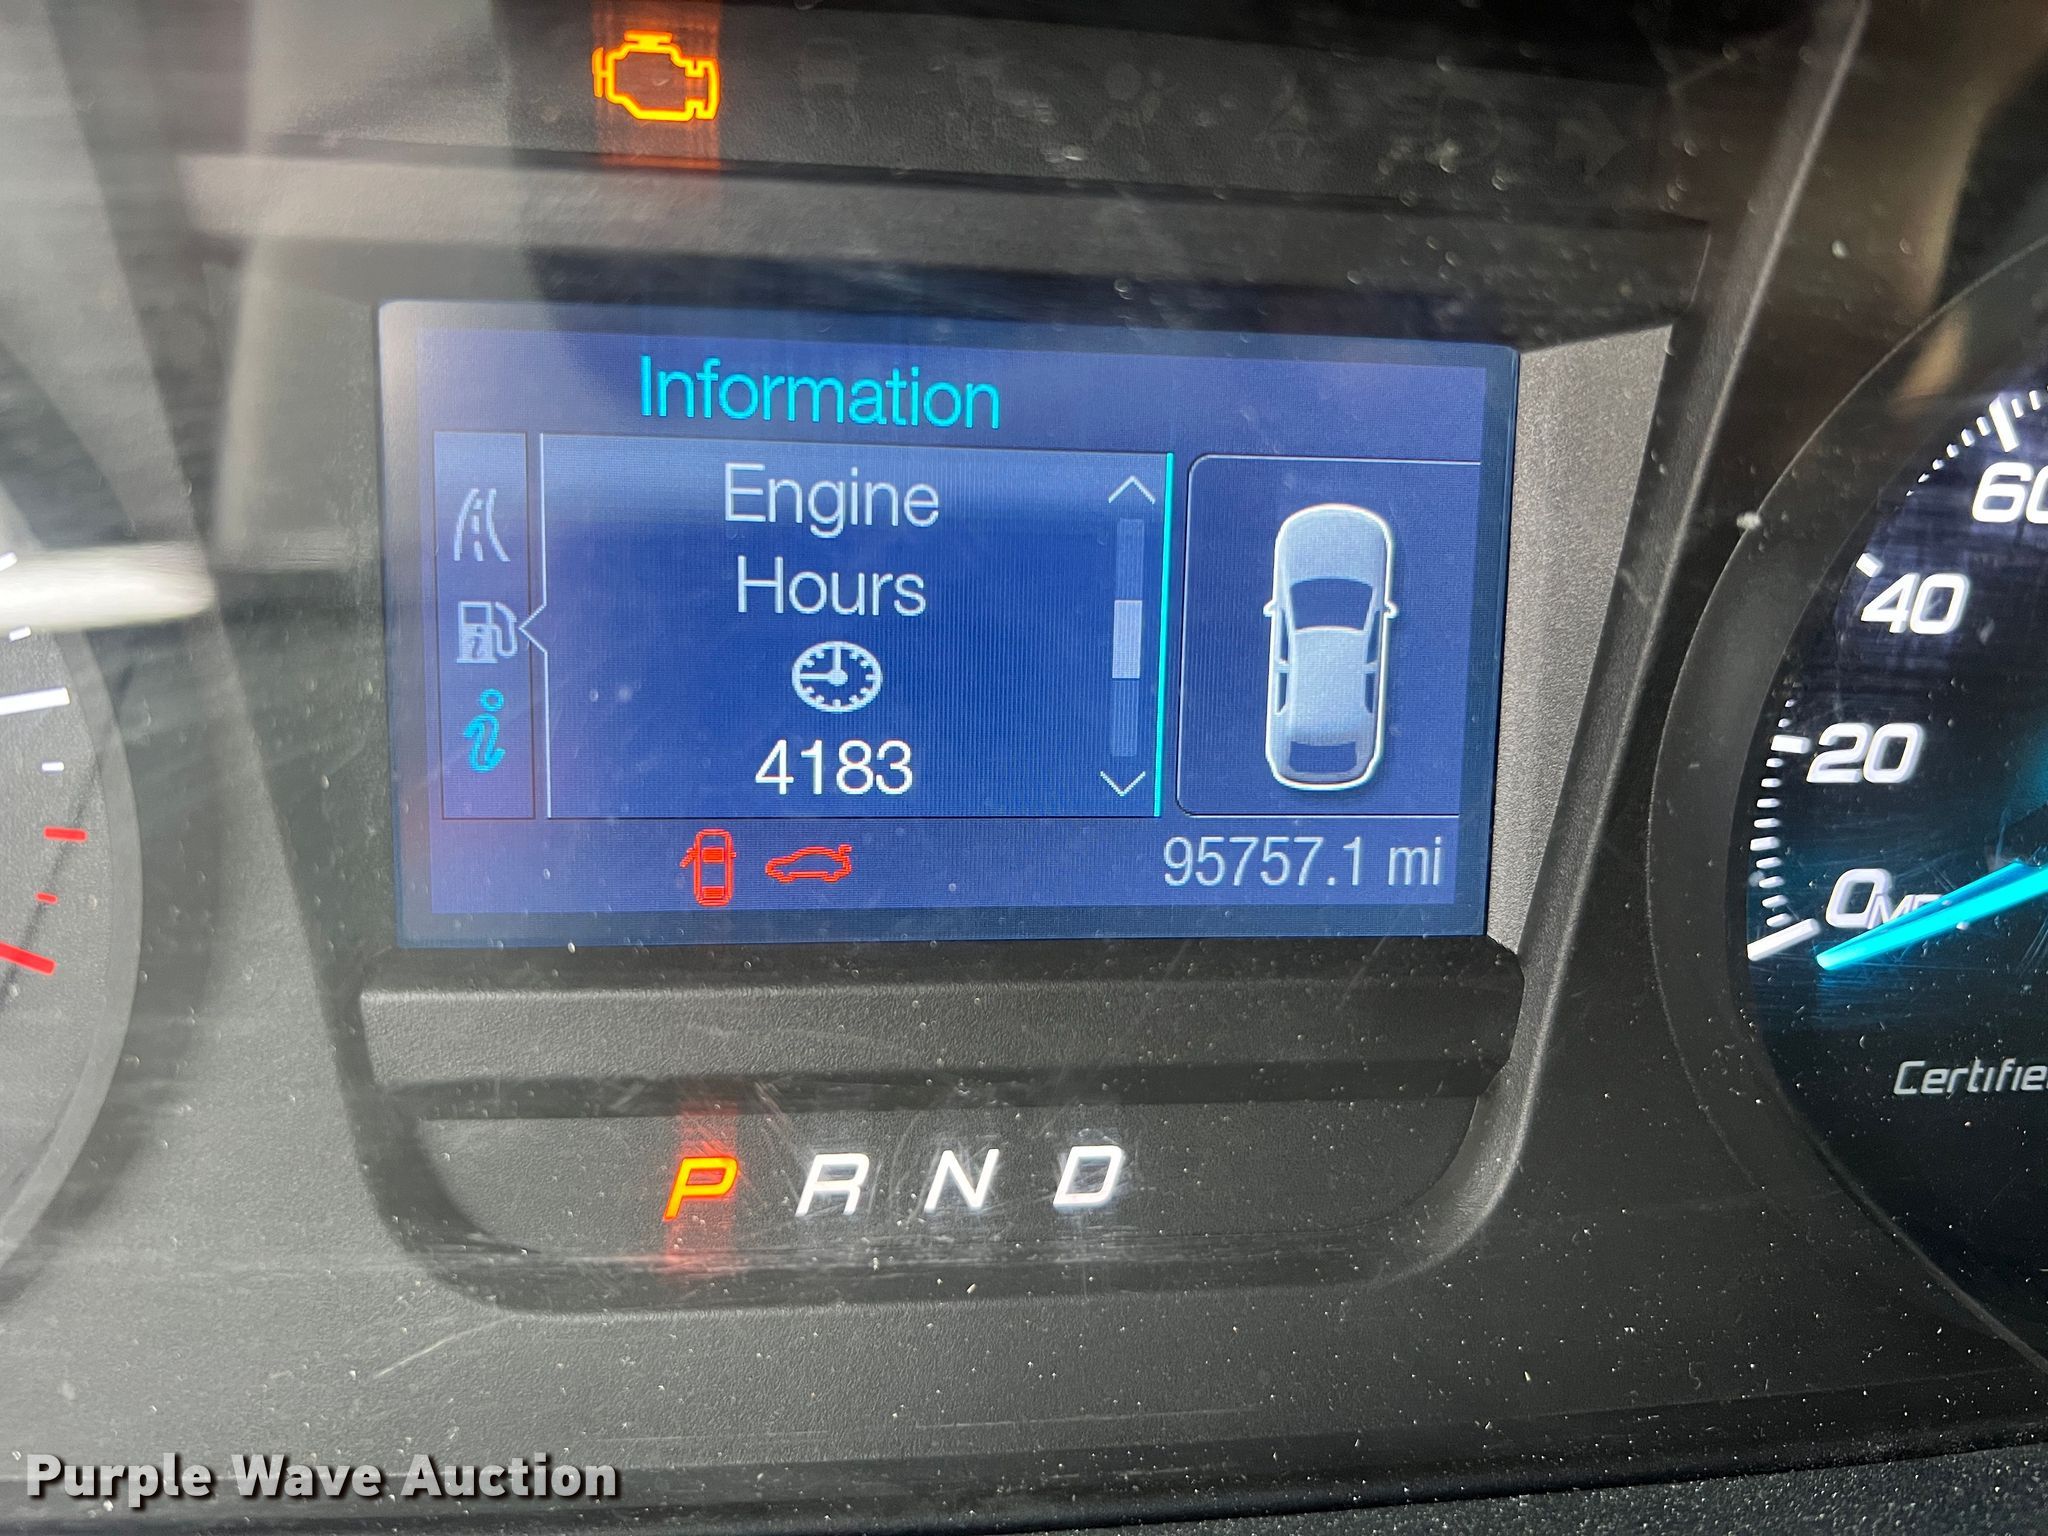 Information
Engine
Hours
4183
95757.1 mi
60
40
20
0
Certifie
P R N D
Purple Wave Auction